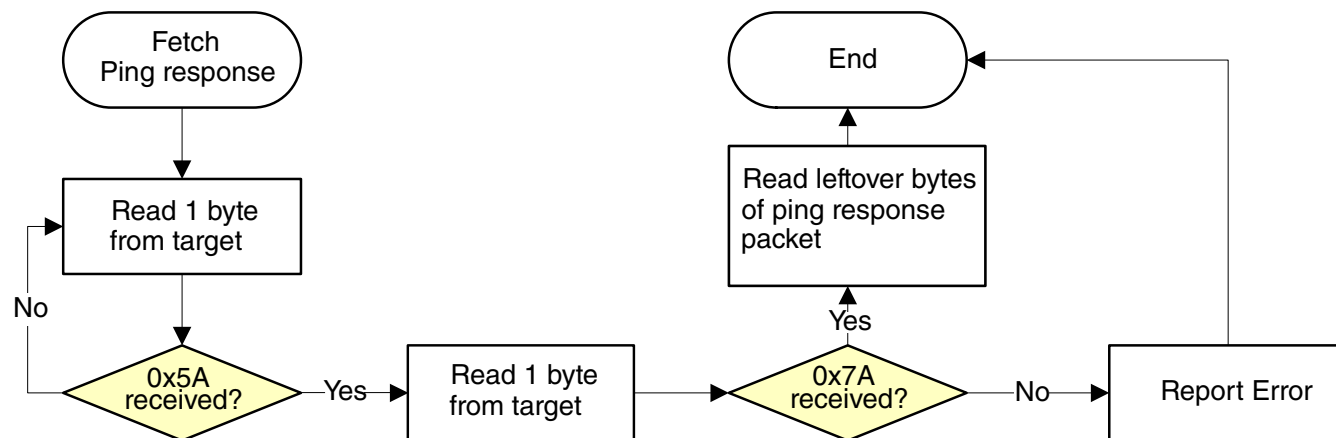 Fetch
Ping response
Read 1 byte
from target
No
0x5A
received?
Yes
Read 1 byte
from target
0x7A
received?
Yes
Read leftover bytes
of ping response
packet
End
No
Report Error